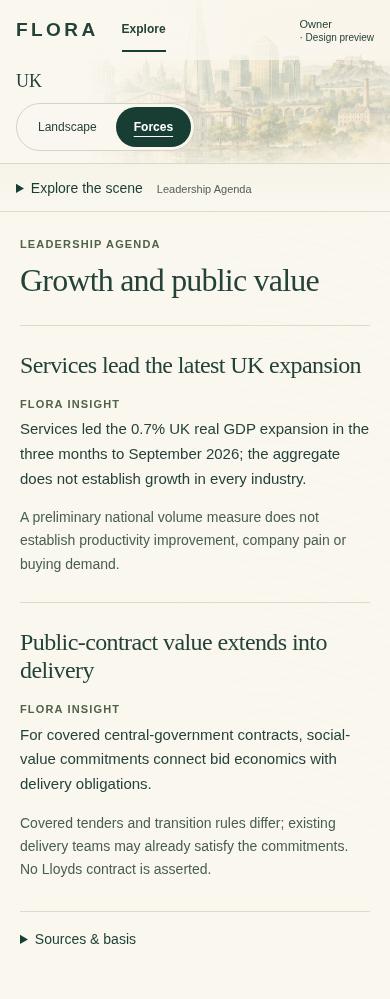 FLORA
Explore
Owner
· Design preview
UK
Landscape
Forces
Explore the scene
Leadership Agenda
LEADERSHIP AGENDA
Growth and public value
Services lead the latest UK expansion
FLORA INSIGHT
Services led the 0.7% UK real GDP expansion in the
three months to September 2026; the aggregate
does not establish growth in every industry.
A preliminary national volume measure does not
establish productivity improvement, company pain or
buying demand.
Public-contract value extends into
delivery
FLORA INSIGHT
For covered central-government contracts, social-
value commitments connect bid economics with
delivery obligations.
Covered tenders and transition rules differ; existing
delivery teams may already satisfy the commitments.
No Lloyds contract is asserted.
Sources & basis